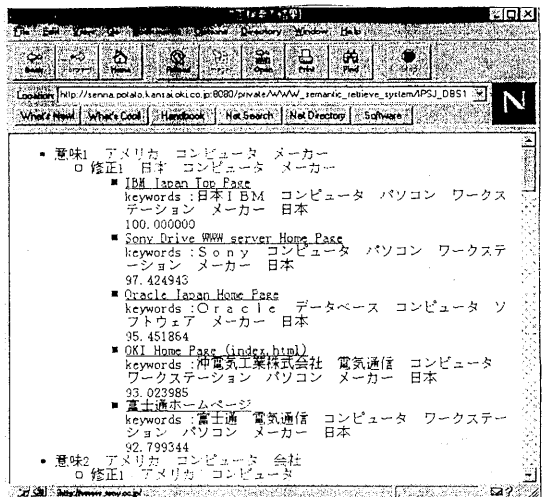 File Edit View Go Bookmarks Options Directory Window Help
Location: http://senna.potato.kansai.oki.co.jp:8080/private/WWW_semantic_retrieve_system/IPSJ_DBS1
What's New! What's Cool! Handbook Net Search Net Directory Software
N
意味1 アメリカ コンピュータ メーカー
修正1 日本 コンピュータ メーカー
IBM Japan Top Page
keywords :日本IBM コンピュータ パソコン ワークス
テーション メーカー 日本
100.000000
Sony Drive WWW server Home Page
keywords :Sony コンピュータ パソコン ワークステ
ーション メーカー 日本
97.424943
Oracle Japan Home Page
keywords :Oracle データベース コンピュータ ソ
フトウェア メーカー 日本
95.451864
OKI Home Page (index.html)
keywords :沖電気工業株式会社 電気通信 コンピュータ
ワークステーション パソコン メーカー 日本
93.023985
富士通ホームページ
keywords :富士通 電気通信 コンピュータ ワークステー
ション パソコン メーカー 日本
92.799344
意味2 アメリカ コンピュータ 会社
修正1 アメリカ コンピュータ